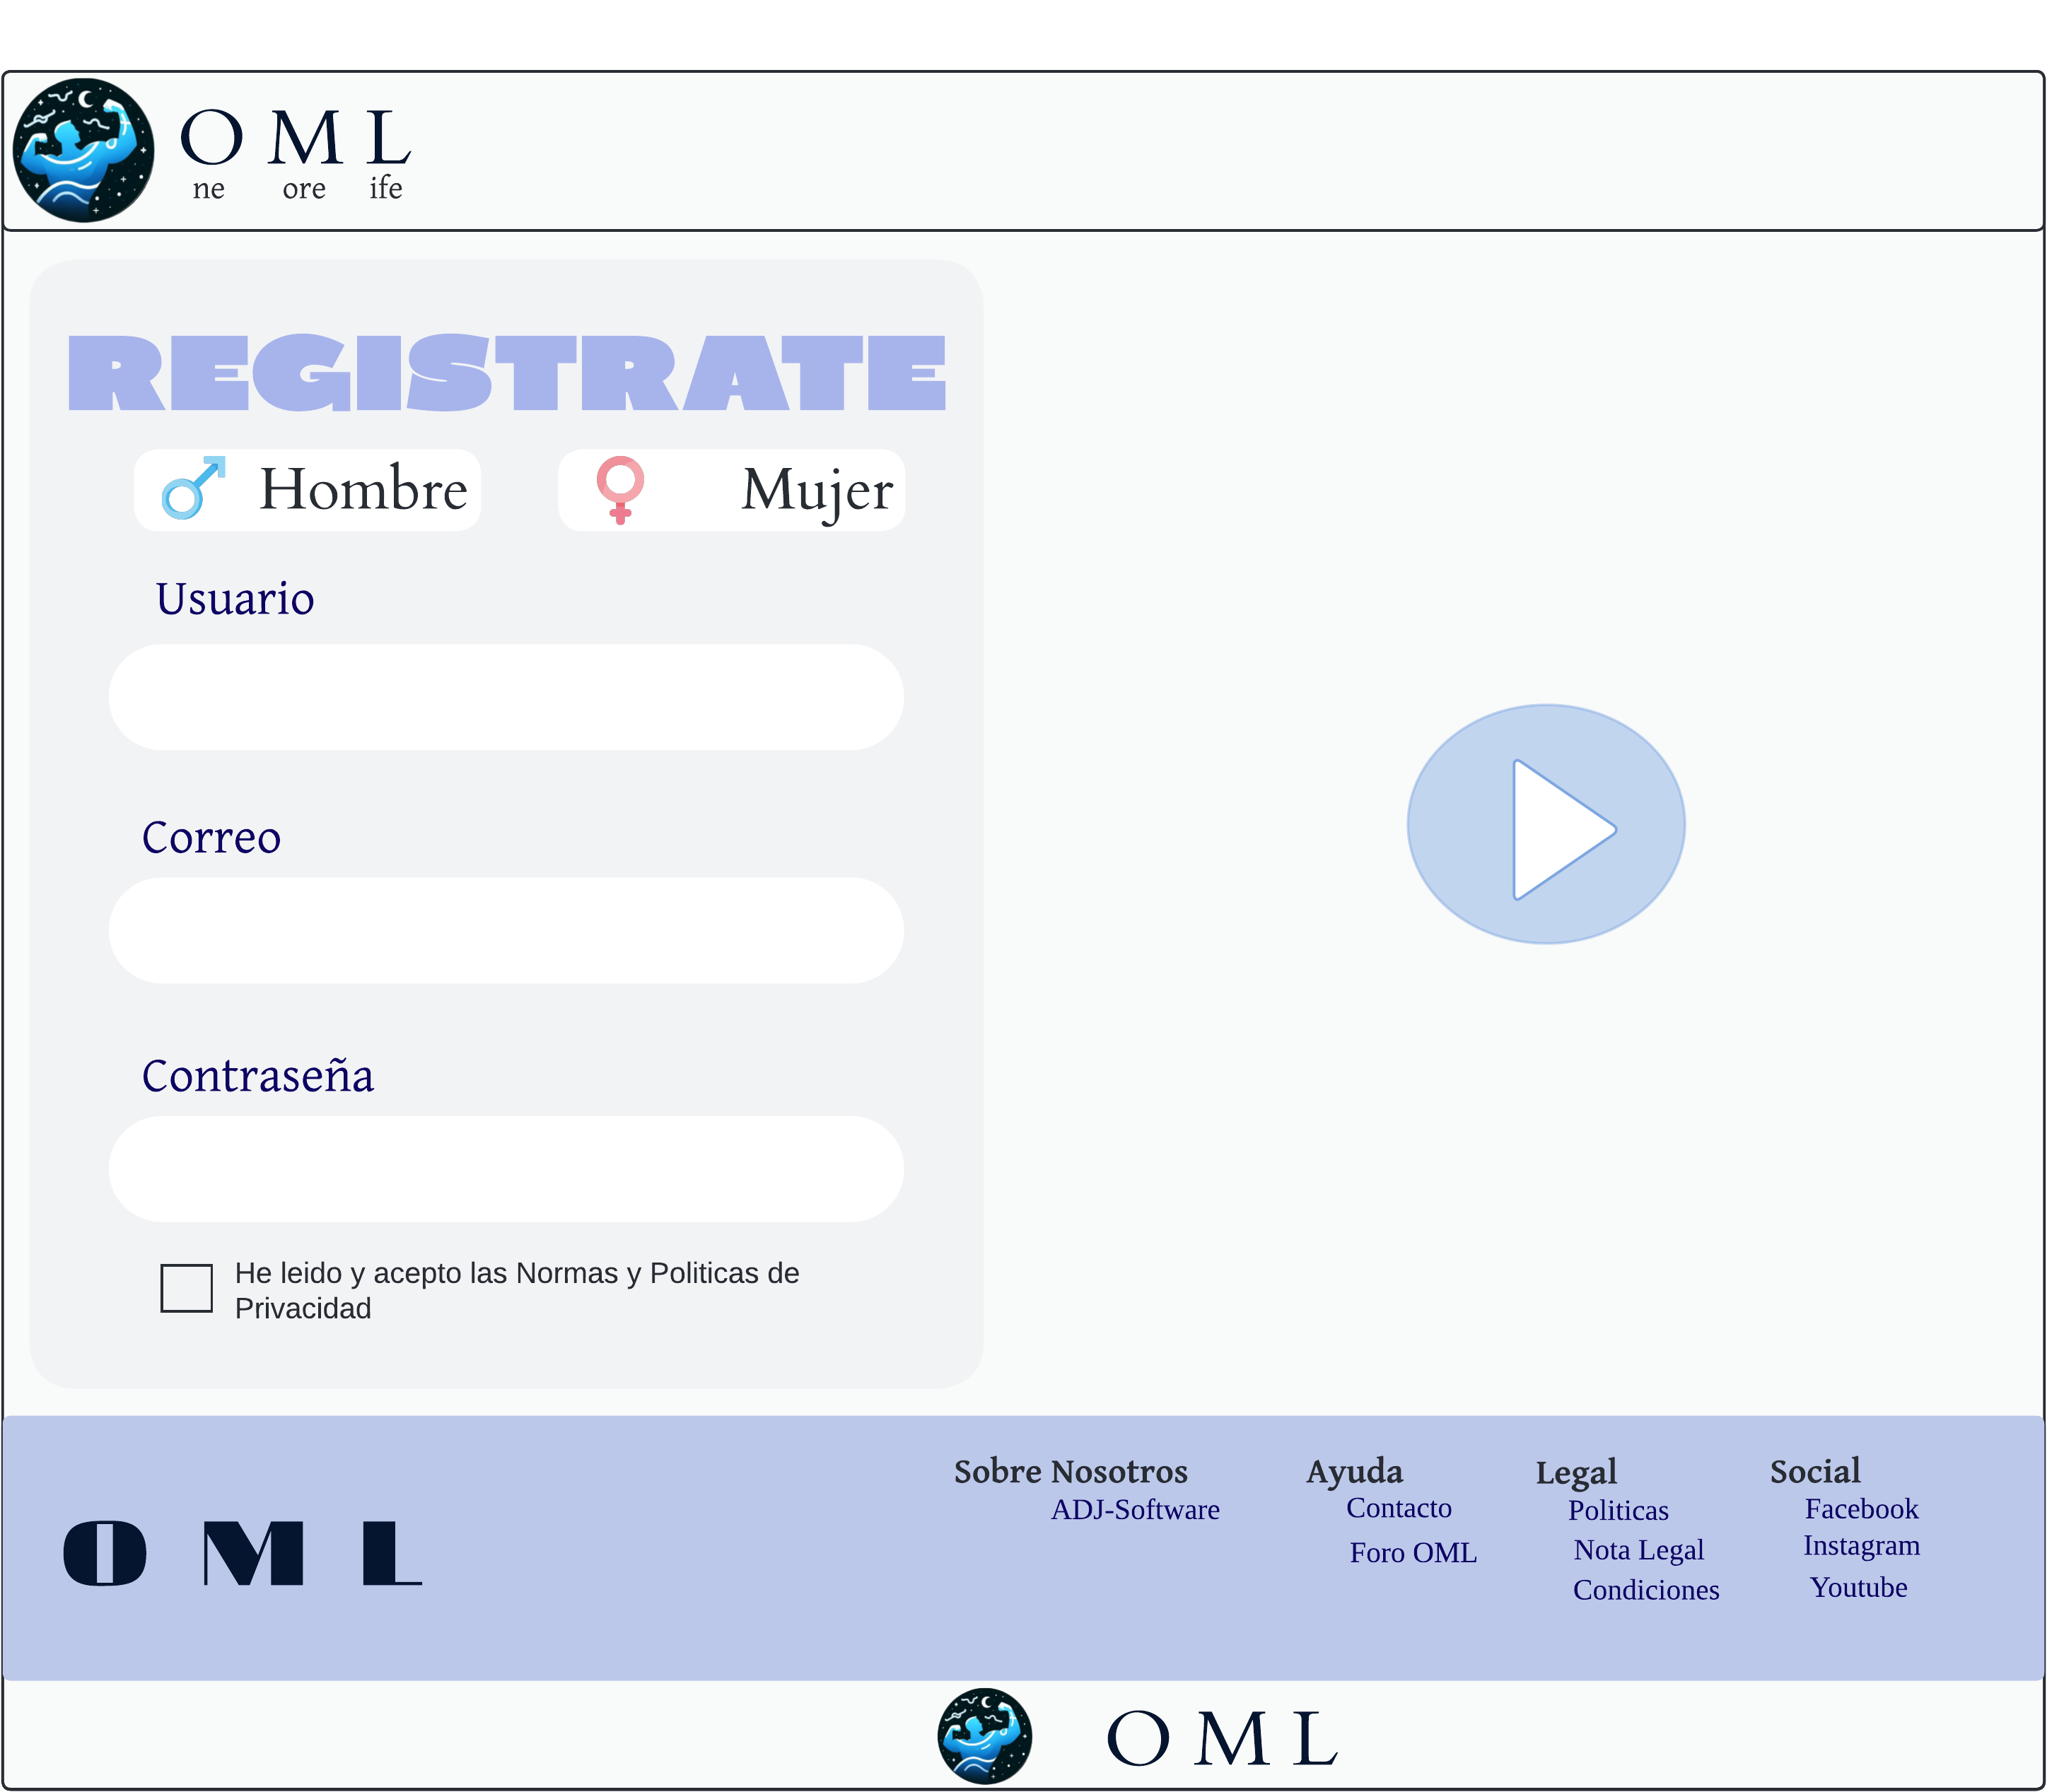 O M L
ne ore ife
REGISTRATE
Hombre Mujer
Usuario
Correo
Contraseña
He leido y acepto las Normas y Politicas de
Privacidad
O M L
Sobre Nosotros
ADJ-Software
Ayuda
Contacto
Foro OML
Legal
Politicas
Nota Legal
Condiciones
Social
Facebook
Instagram
Youtube
O M L